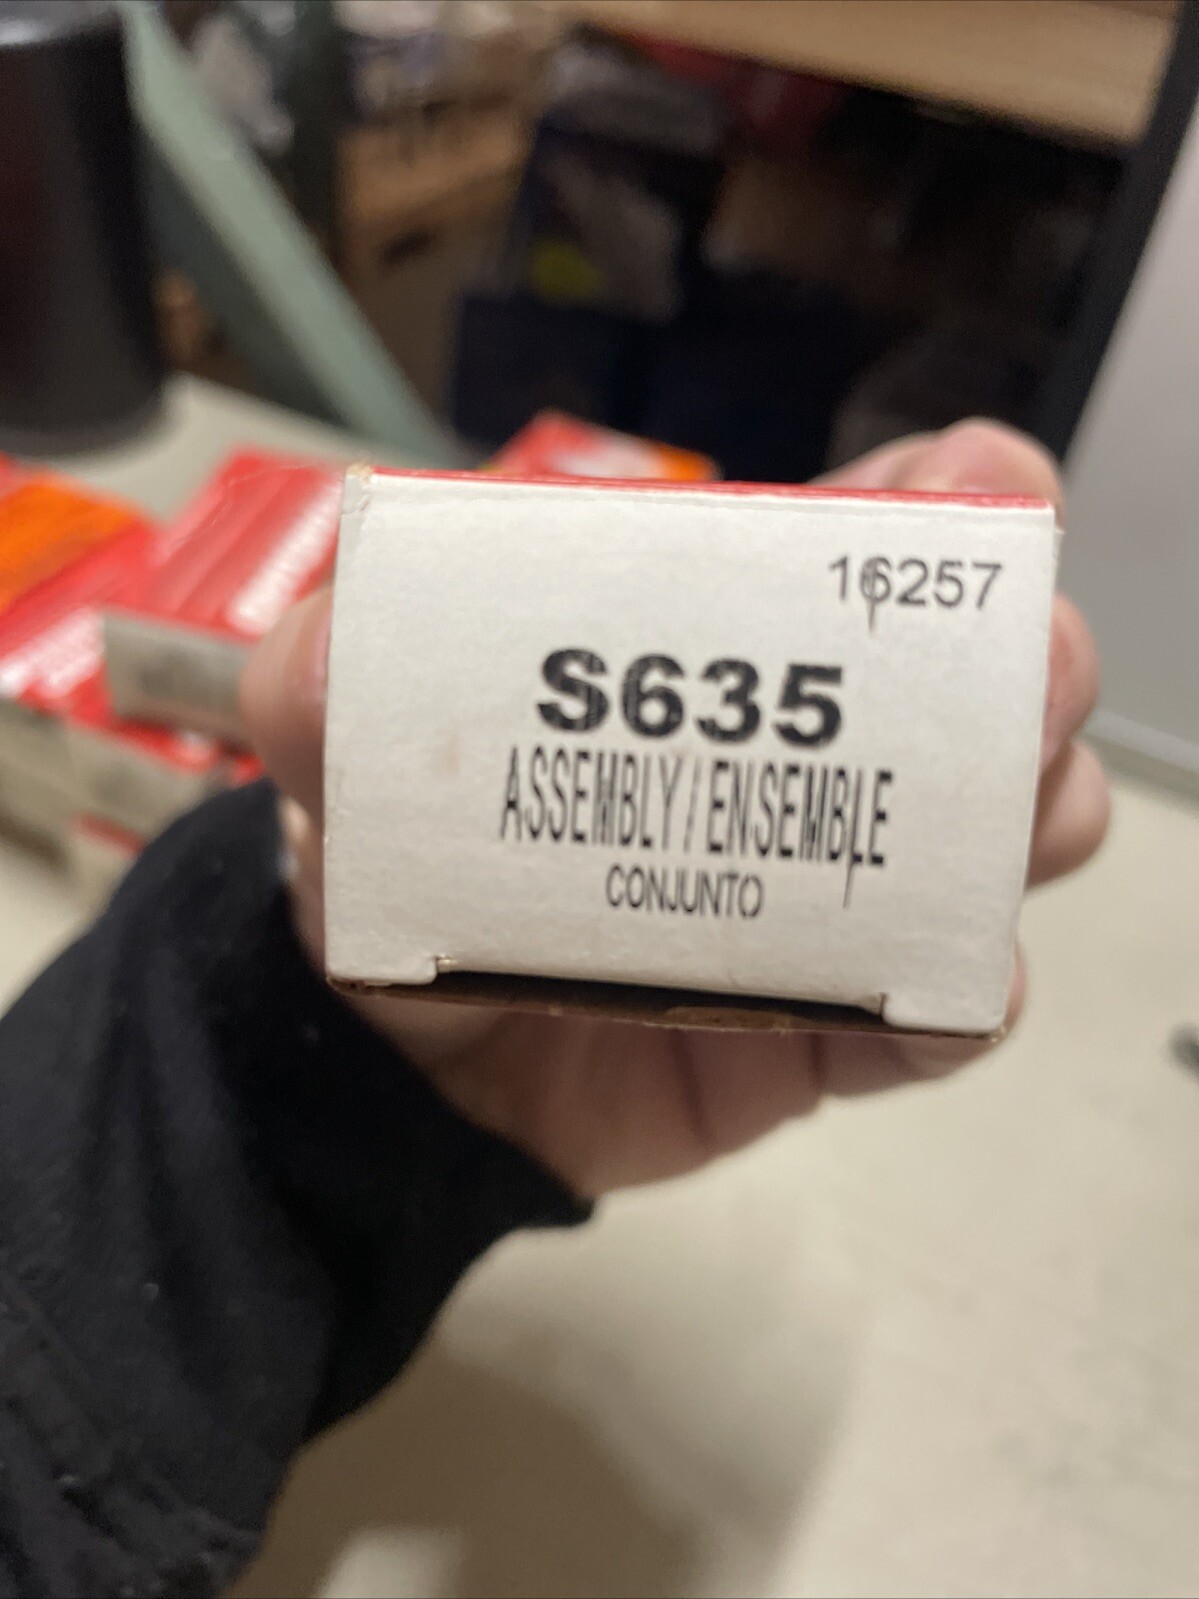 16257
S635
ASSEMBLY/ENSEMBLE
CONJUNTO